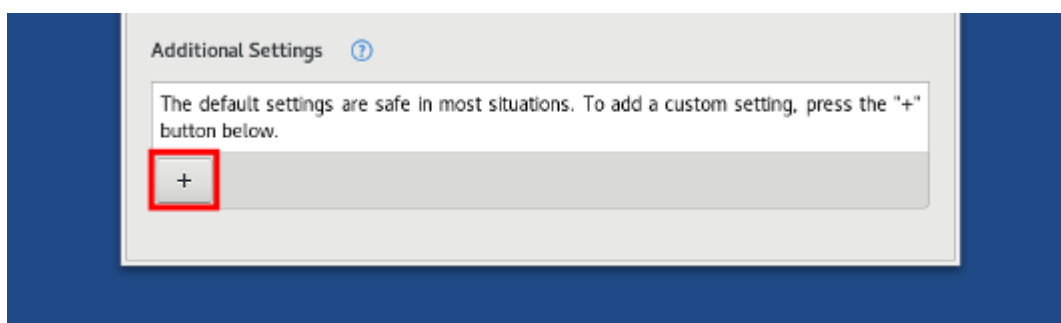 Additional Settings ?
The default settings are safe in most situations. To add a custom setting, press the "+"
button below.
+